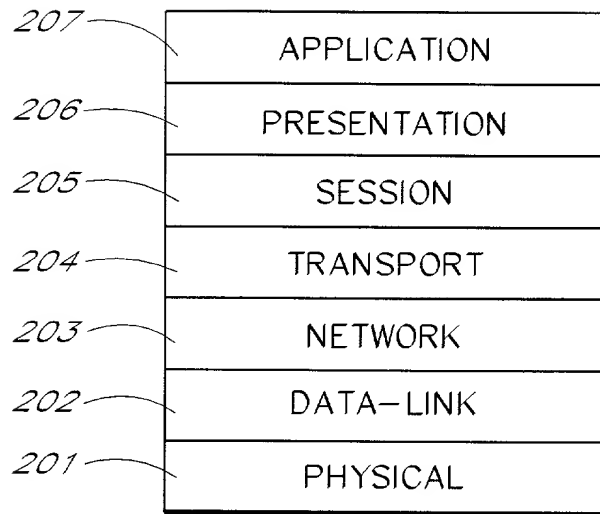 207 APPLICATION
206 PRESENTATION
205 SESSION
204 TRANSPORT
203 NETWORK
202 DATA-LINK
201 PHYSICAL